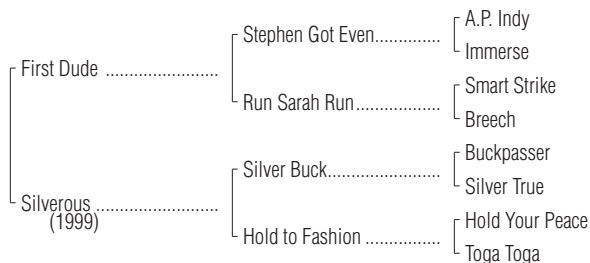 A.P. Indy
Stephen Got Even...............
Immerse
First Dude ..........................
Smart Strike
Run Sarah Run...................
Breech
Buckpasser
Silver Buck.........................
Silver True
Silverous ............................
(1999)
Hold Your Peace
Hold to Fashion .................
Toga Toga